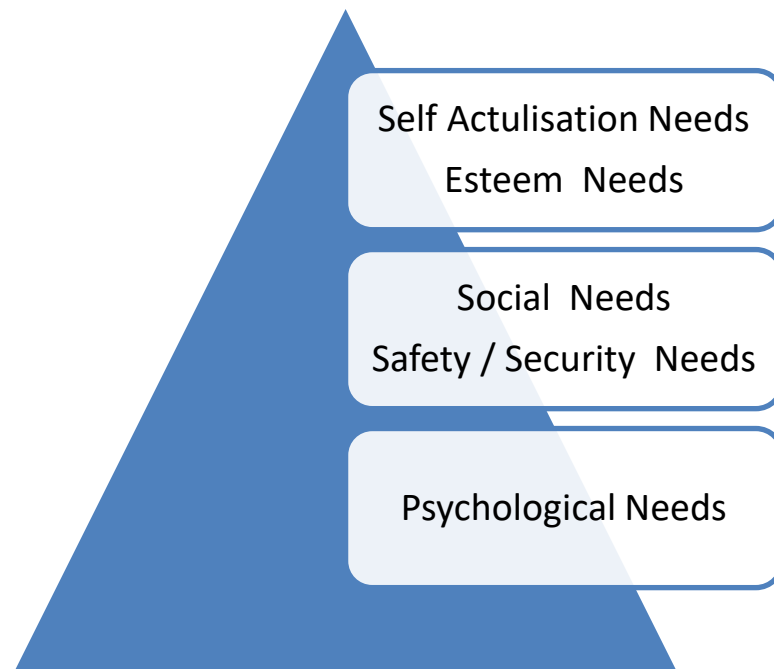 Self Actulisation Needs
Esteem Needs
Social Needs
Safety / Security Needs
Psychological Needs